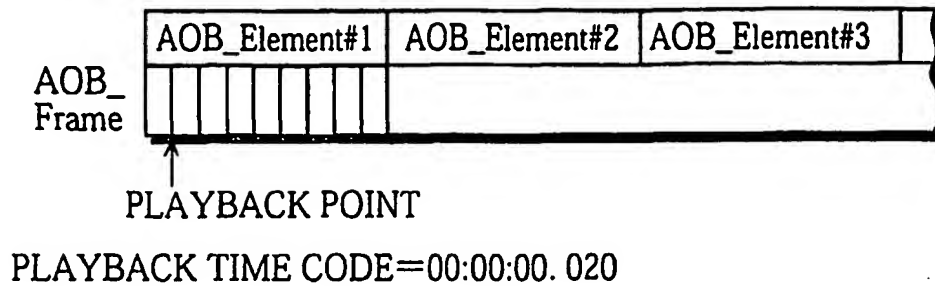 AOB_Element#1 AOB_Element#2 AOB_Element#3
AOB_
Frame
PLAYBACK POINT
PLAYBACK TIME CODE=00:00:00. 020